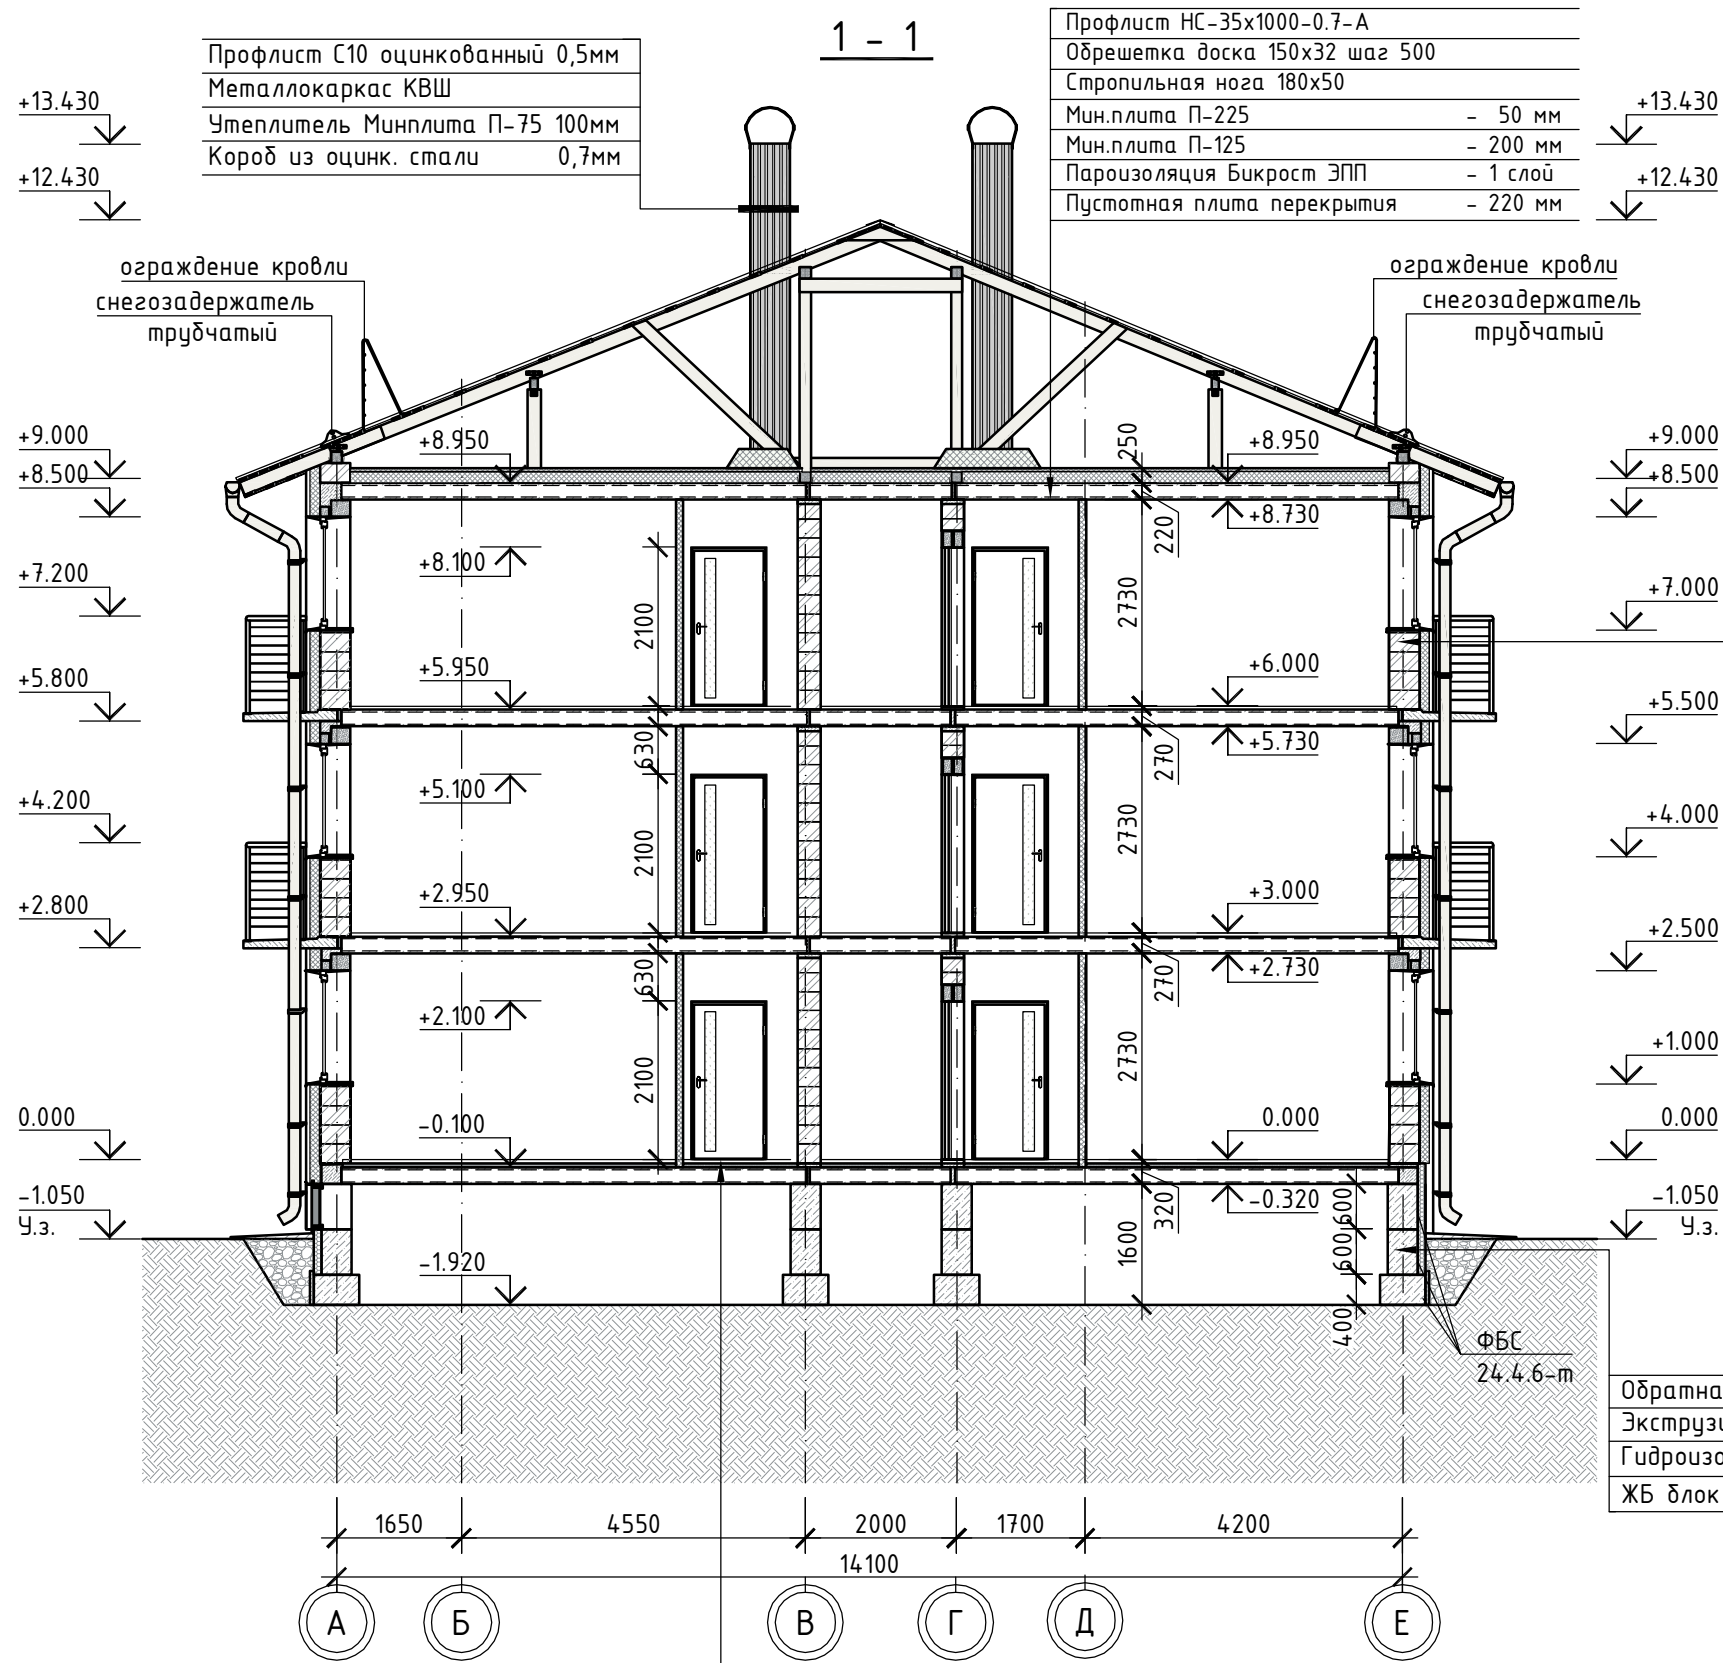 1 - 1
Профлист С10 оцинкованный 0,5мм
Металлокаркас КВШ
Утеплитель Минплита П-75 100мм
Короб из оцинк. стали 0,7мм
Профлист НС-35х1000-0.7-А
Обрешетка доска 150х32 шаг 500
Стропильная нога 180х50
Мин.плита П-225 - 50 мм
Мин.плита П-125 - 200 мм
Пароизоляция Бикрост ЭПП - 1 слой
Пустотная плита перекрытия - 220 мм
+13.430
+12.430
+9.000
+8.500
+7.200
+5.800
+4.200
+2.800
0.000
-1.050
У.з.
ограждение кровли
снегозадержатель
трубчатый
ограждение кровли
снегозадержатель
трубчатый
+13.430
+12.430
+9.000
+8.500
+7.000
+5.500
+4.000
+2.500
+1.000
0.000
-1.050
У.з.
+8.950
+8.100
+5.950
+5.100
+2.950
+2.100
-0.100
-1.920
2100
630
2100
630
2100
250
220
2730
270
2730
270
2730
320
1600
+8.950
+8.730
+6.000
+5.730
+3.000
+2.730
0.000
-0.320
600
600
400
ФБС
24.4.6-т
Обратна
Экструзи
Гидроизо
ЖБ блок
1650
4550
2000
1700
4200
14100
А
Б
В
Г
Д
Е